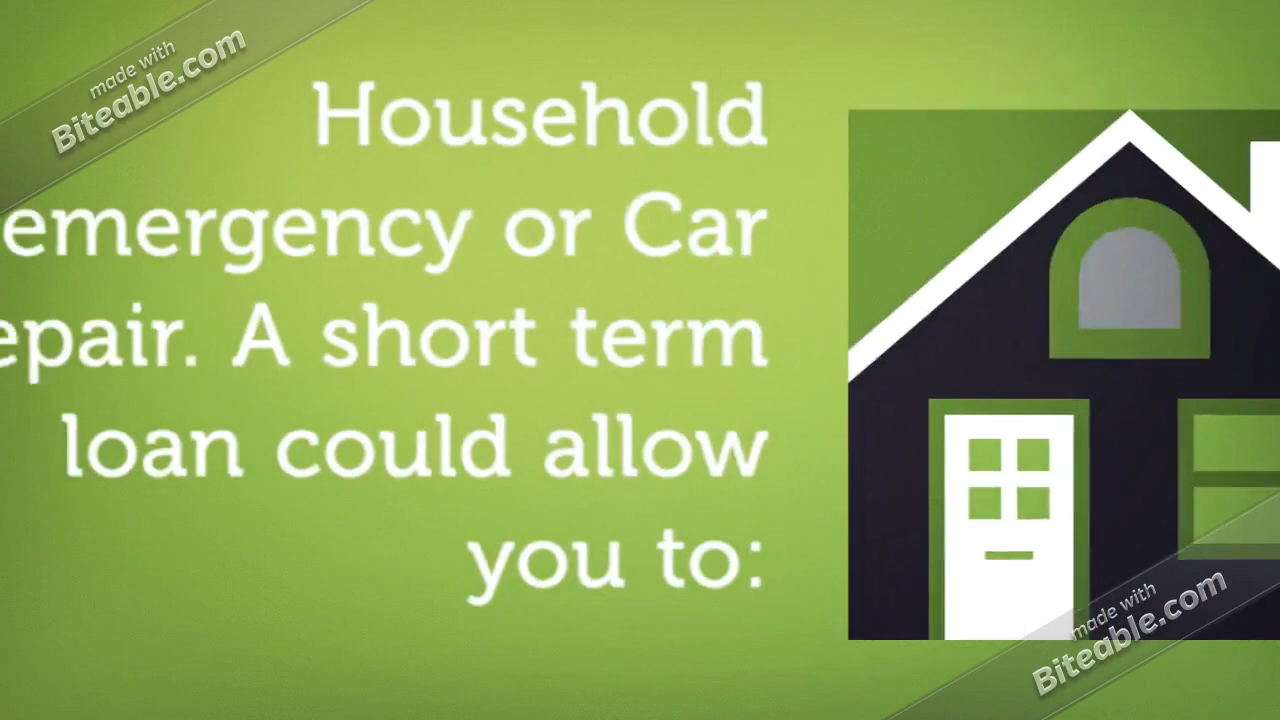 made with
Biteable.com
Household
emergency or Car
epair. A short term
loan could allow
you to:
made with
Biteable.com